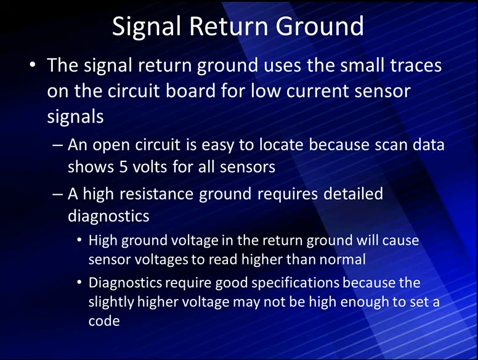 Signal Return Ground
• The signal return ground uses the small traces
on the circuit board for low current sensor
signals
– An open circuit is easy to locate because scan data
shows 5 volts for all sensors
– A high resistance ground requires detailed
diagnostics
• High ground voltage in the return ground will cause
sensor voltages to read higher than normal
• Diagnostics require good specifications because the
slightly higher voltage may not be high enough to set a
code